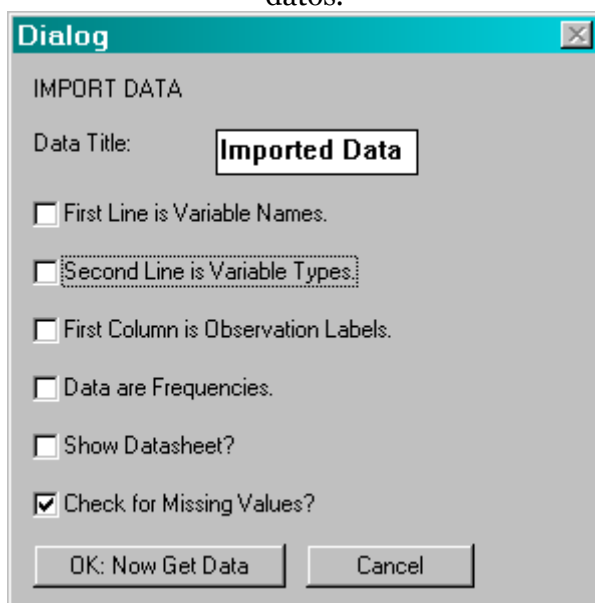 datos.
Dialog
IMPORT DATA
Data Title: Imported Data
First Line is Variable Names.
Second Line is Variable Types.
First Column is Observation Labels.
Data are Frequencies.
Show Datasheet?
Check for Missing Values?
OK: Now Get Data Cancel